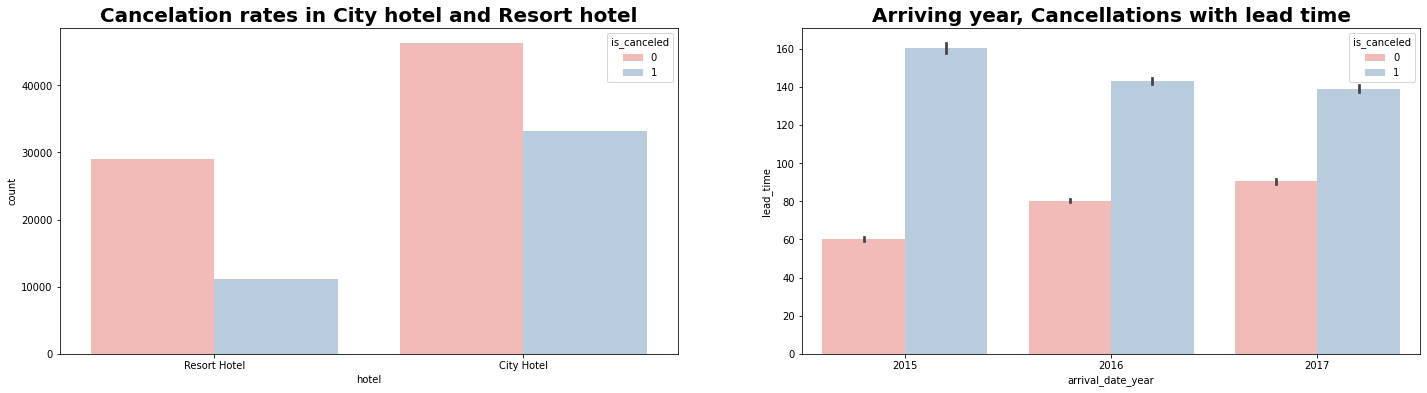 Cancelation rates in City hotel and Resort hotel
is_canceled
0
1
40000
30000
20000
10000
0
count
Resort Hotel
City Hotel
hotel
Arriving year, Cancellations with lead time
is_canceled
0
1
160
140
120
100
80
60
40
20
0
lead_time
2015
2016
2017
arrival_date_year